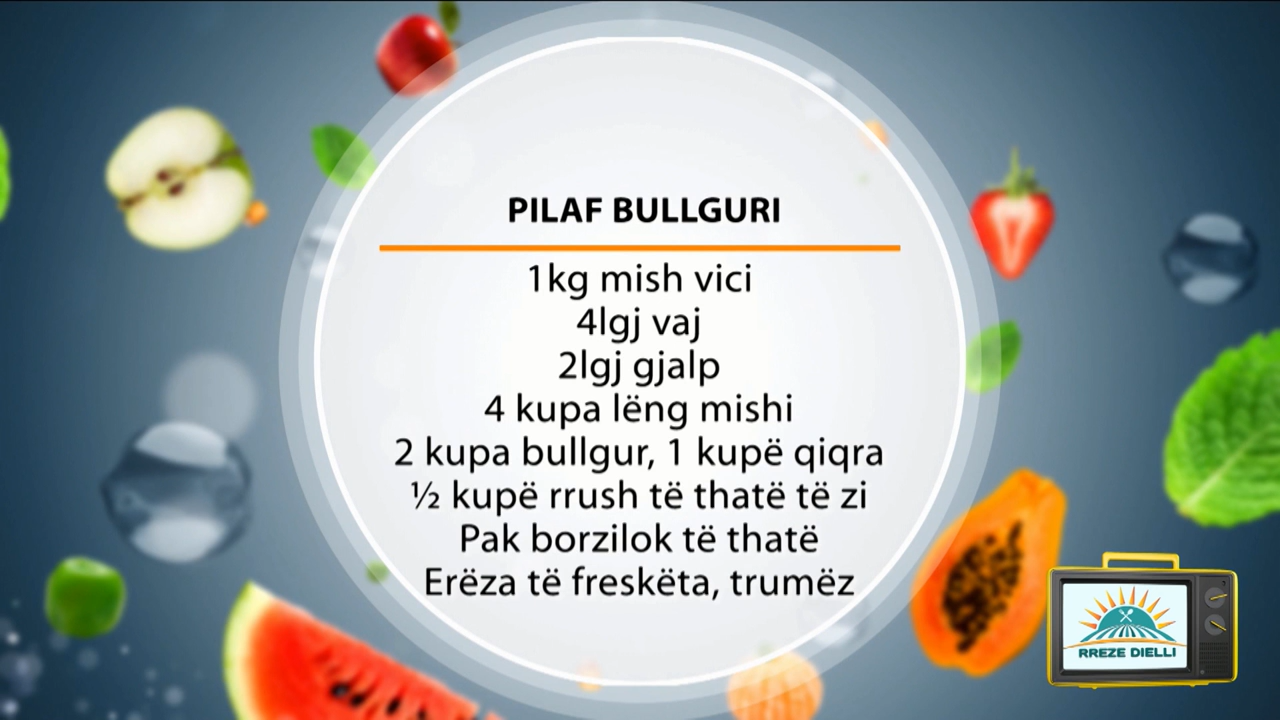 PILAF BULLGURI
1kg mish vici
4lgj vaj
2lgj gjalp
4 kupa lëng mishi
2 kupa bullgur, 1 kupë qiqra
½ kupë rrush të thatë të zi
Pak borzilok të thatë
Erëza të freskëta, trumëz
RREZE DIELLI